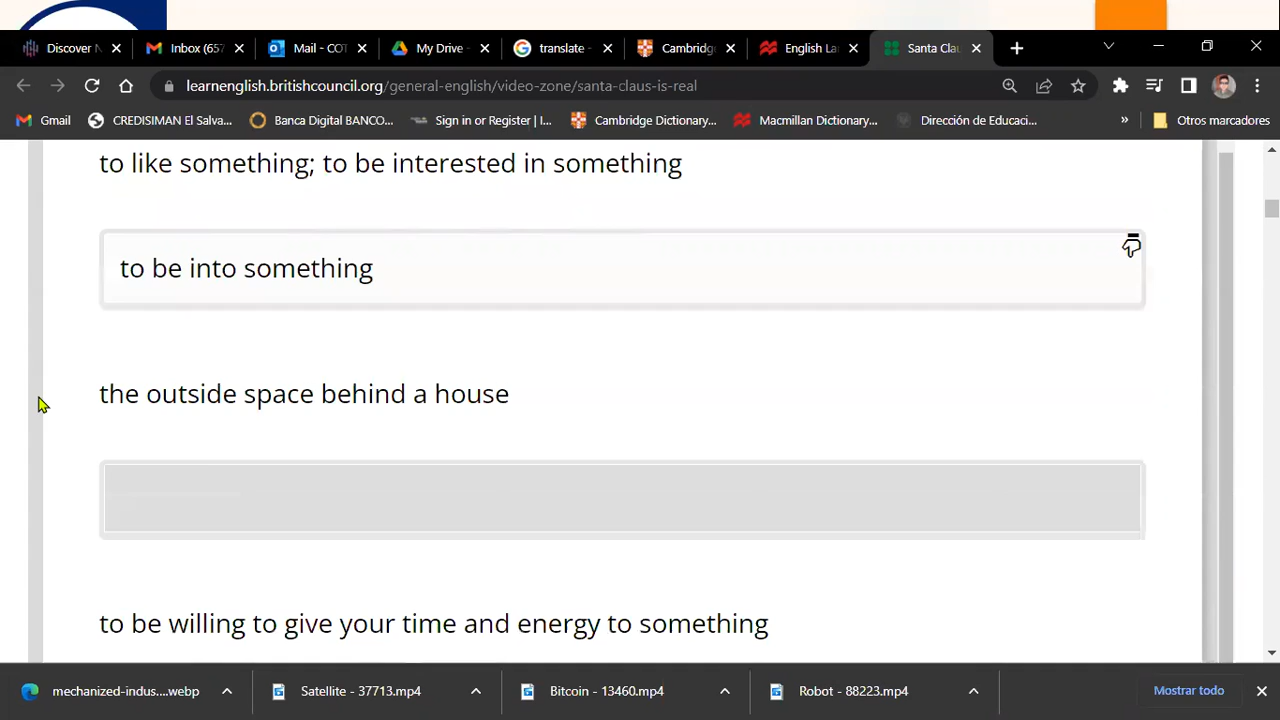 Discover N
Inbox (657
Mail - COT
My Drive -
translate -
Cambridg
English La
Santa Cla
learnenglish.britishcouncil.org/general-english/video-zone/santa-claus-is-real
Gmail
CREDISIMAN El Salva...
Banca Digital BANCO...
Sign in or Register | I...
Cambridge Dictionary...
Macmillan Dictionary...
Dirección de Educaci...
»
Otros marcadores
to like something; to be interested in something
to be into something
the outside space behind a house
to be willing to give your time and energy to something
mechanized-indus....webp
Satellite - 37713.mp4
Bitcoin - 13460.mp4
Robot - 88223.mp4
Mostrar todo